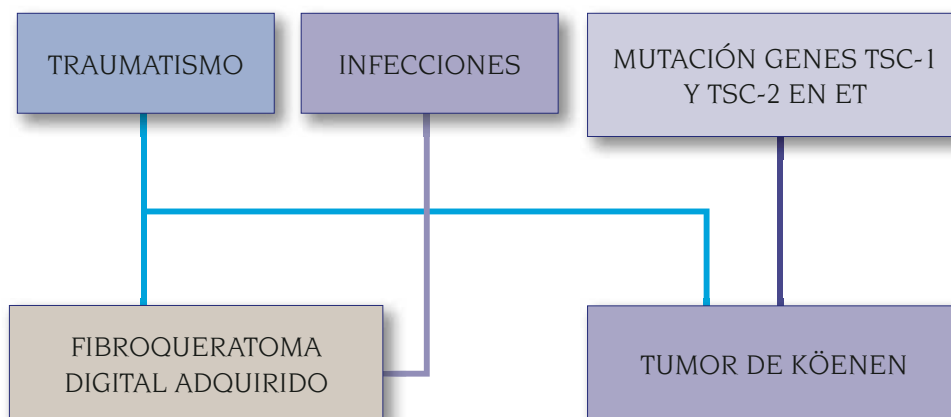 TRAUMATISMO
INFECCIONES
MUTACIÓN GENES TSC-1
Y TSC-2 EN ET
FIBROQUERATOMA
DIGITAL ADQUIRIDO
TUMOR DE KÖENEN